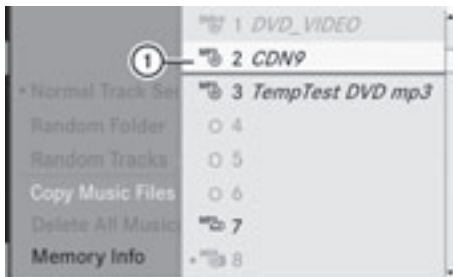 1 DVD_VIDEO
1
2 CDN9
• Normal Track Se
3 TempTest DVD mp3
Random Folder
4
Random Tracks
5
Copy Music Files
6
Delete All Music
7
Memory Info
8